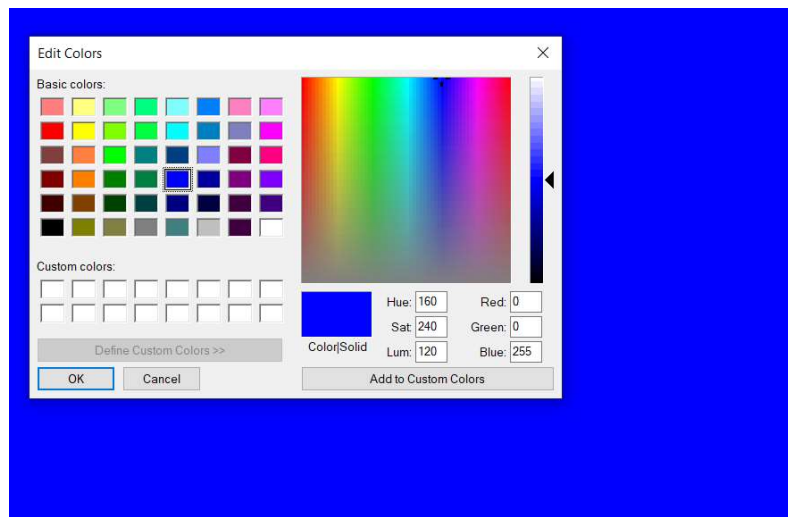 Edit Colors
Basic colors:
Custom colors:
Define Custom Colors >>
OK Cancel
Hue: 160 Red: 0
Sat: 240 Green: 0
Color|Solid Lum: 120 Blue: 255
Add to Custom Colors